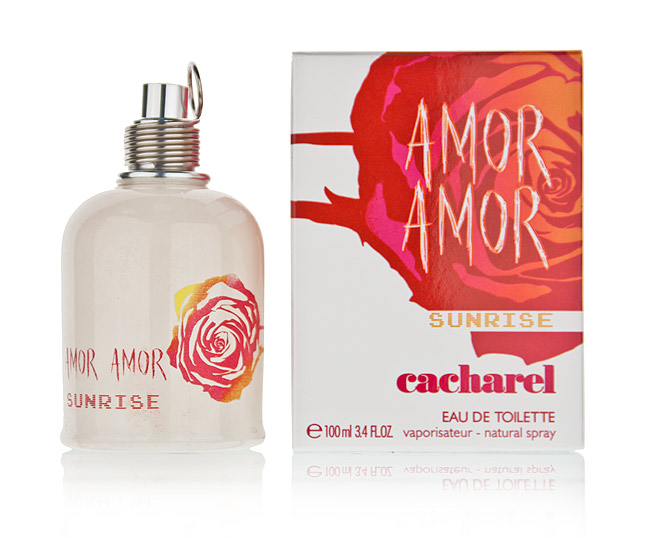 AMOR AMOR
SUNRISE
AMOR
AMOR
SUNRISE
cacharel
EAU DE TOILETTE
e 100 ml 3.4 FL.OZ vaporisateur - natural spray